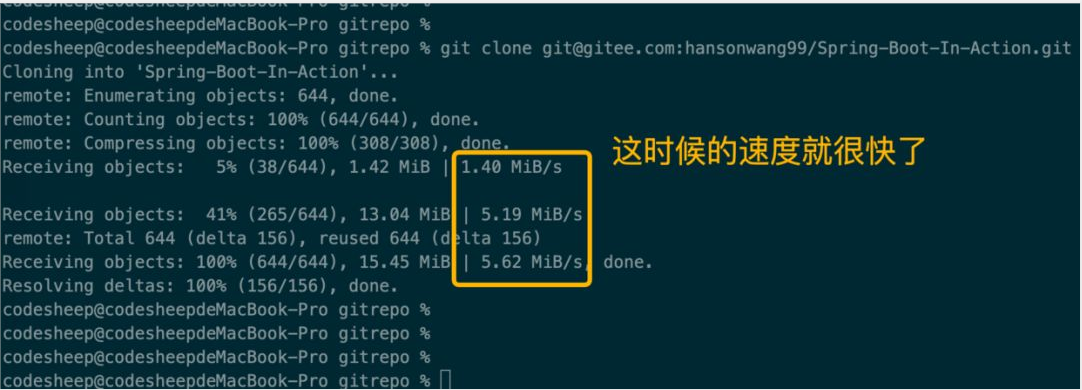 codesheep@codesheepdeMacBook-Pro gitrepo %
codesheep@codesheepdeMacBook-Pro gitrepo %
codesheep@codesheepdeMacBook-Pro gitrepo % git clone git@gitee.com:hansonwang99/Spring-Boot-In-Action.git
Cloning into 'Spring-Boot-In-Action'...
remote: Enumerating objects: 644, done.
remote: Counting objects: 100% (644/644), done.
remote: Compressing objects: 100% (308/308), done.
这时候的速度就很快了
Receiving objects:   5% (38/644), 1.42 MiB | 1.40 MiB/s
Receiving objects:  41% (265/644), 13.04 MiB | 5.19 MiB/s
remote: Total 644 (delta 156), reused 644 (delta 156)
Receiving objects: 100% (644/644), 15.45 MiB | 5.62 MiB/s, done.
Resolving deltas: 100% (156/156), done.
codesheep@codesheepdeMacBook-Pro gitrepo %
codesheep@codesheepdeMacBook-Pro gitrepo %
codesheep@codesheepdeMacBook-Pro gitrepo %
codesheep@codesheepdeMacBook-Pro gitrepo %